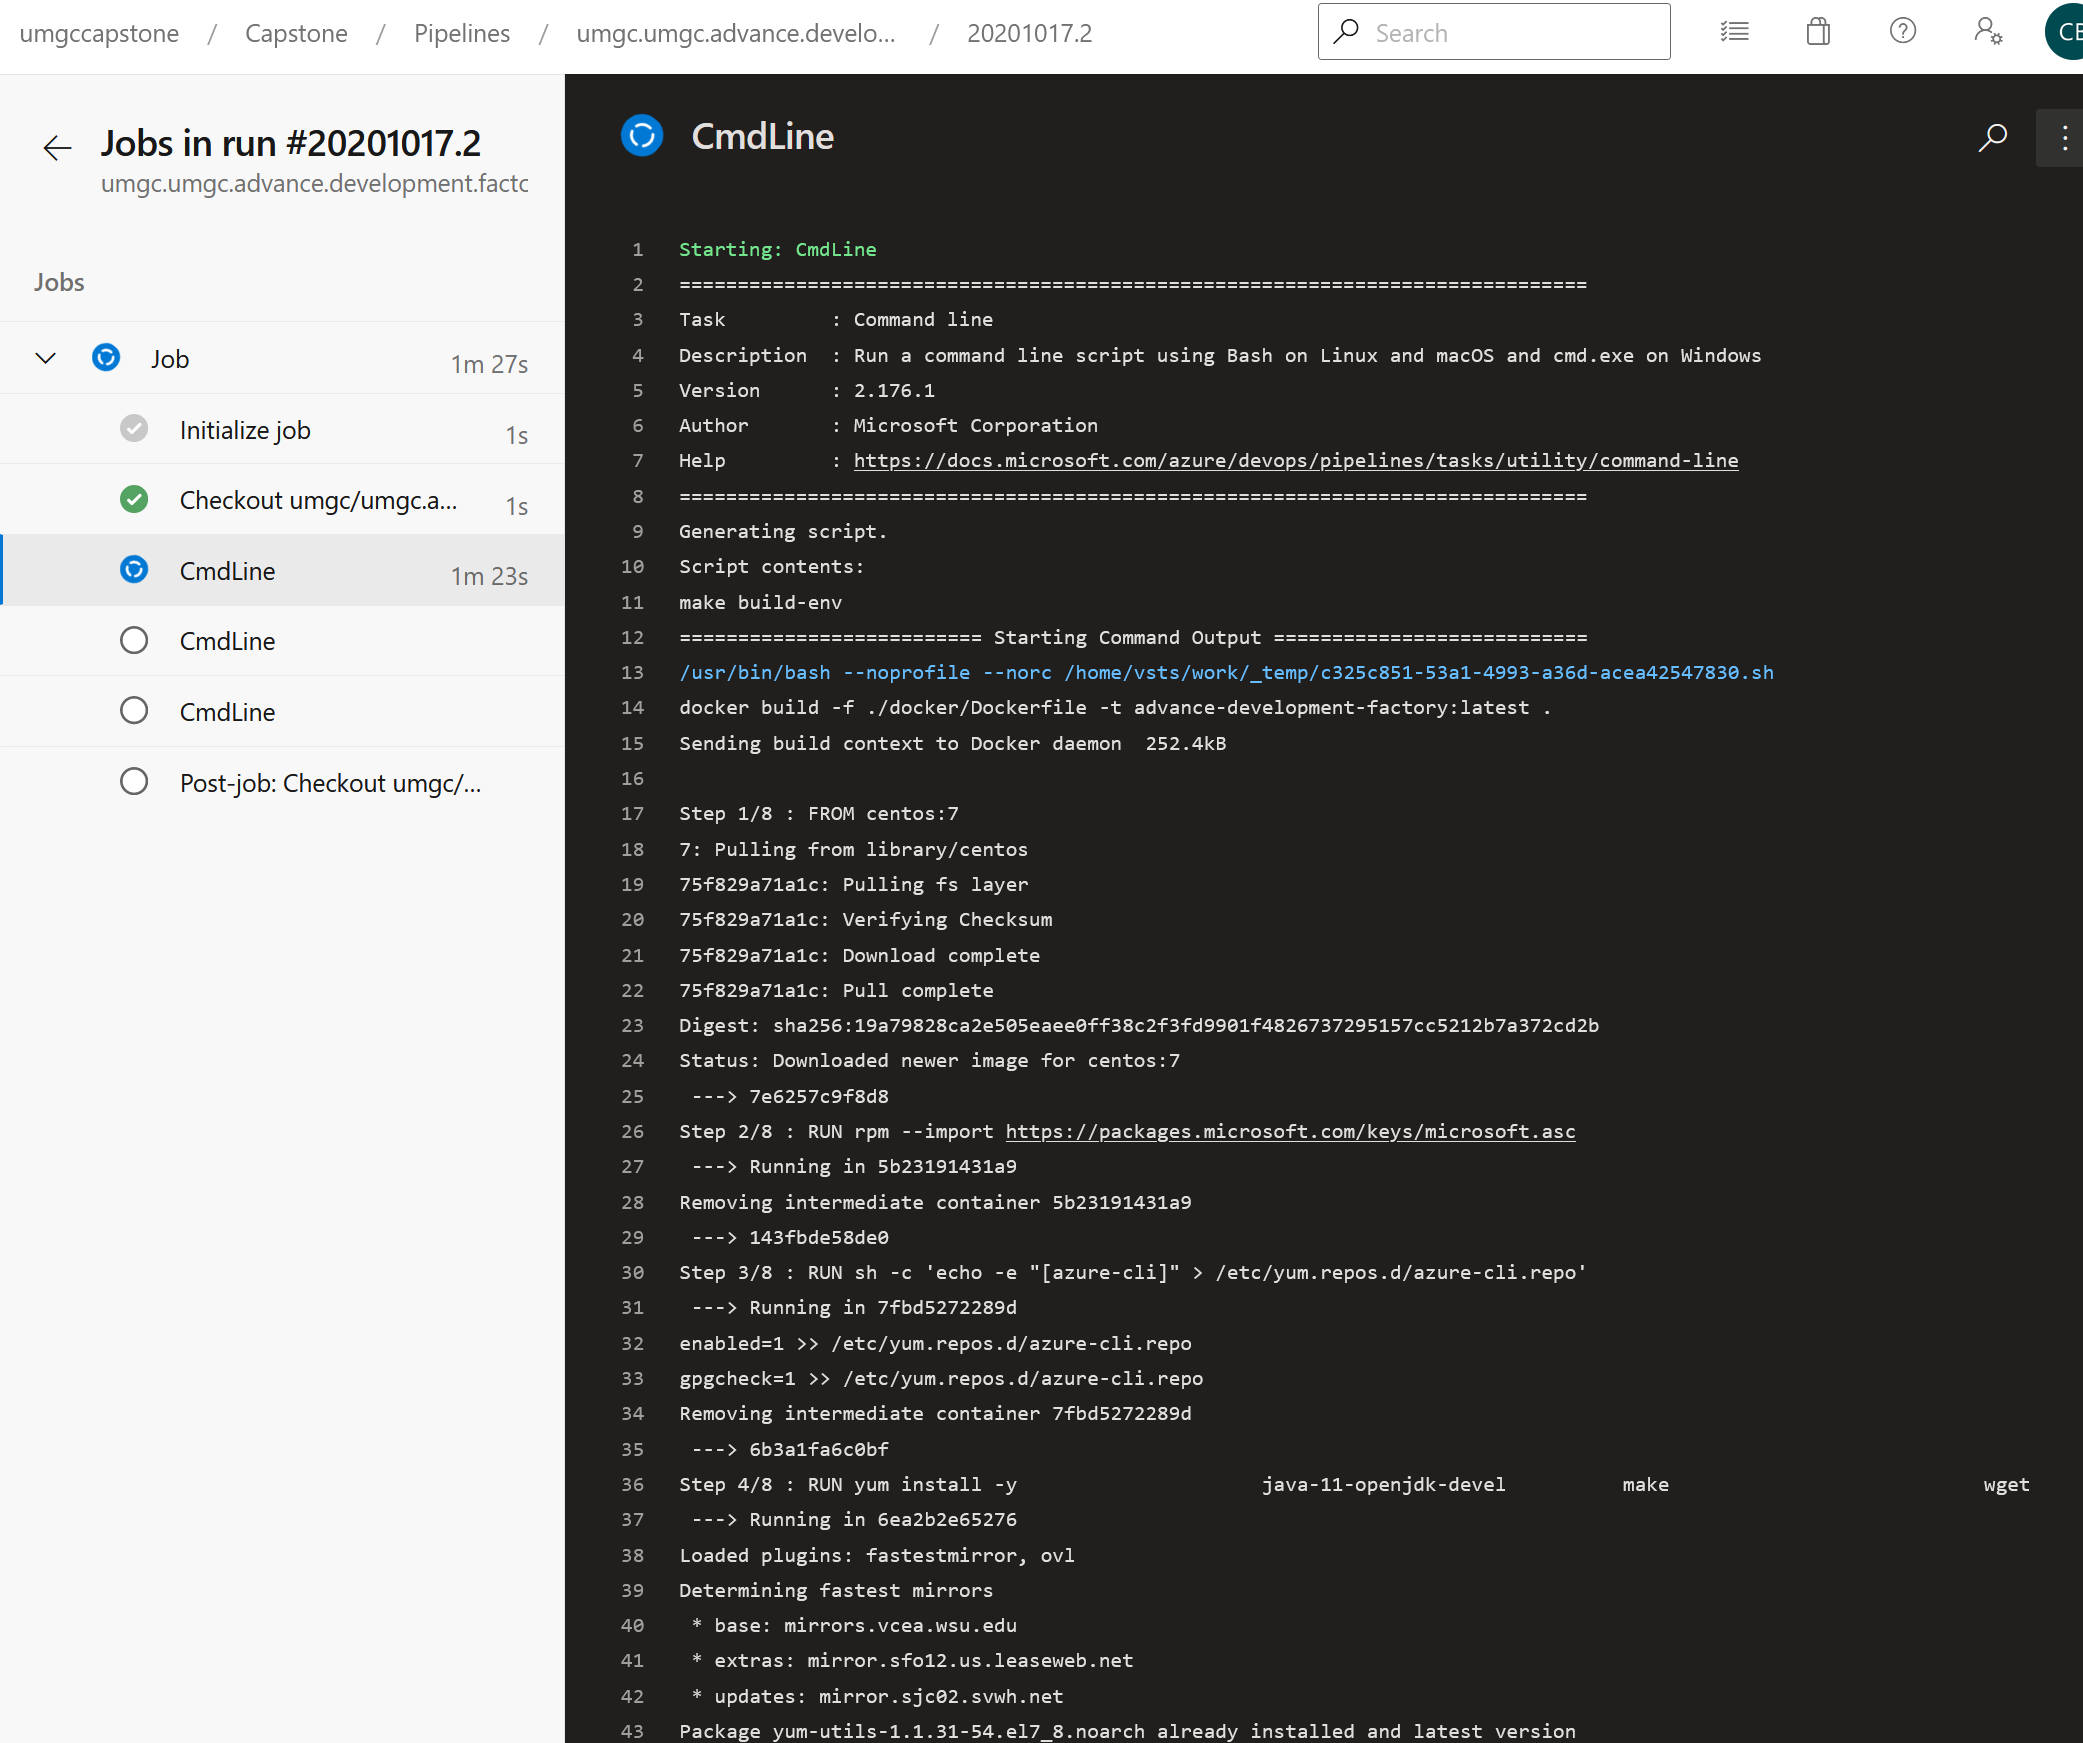 umgccapstone / Capstone / Pipelines / umgc.umgc.advance.develo... / 20201017.2
Search
CE
Jobs in run #20201017.2
umgc.umgc.advance.development.factc
Jobs
Job 1m 27s
Initialize job 1s
Checkout umgc/umgc.a... 1s
CmdLine 1m 23s
CmdLine
CmdLine
Post-job: Checkout umgc/...
CmdLine
1 Starting: CmdLine
2 ==============================================================================
3 Task         : Command line
4 Description  : Run a command line script using Bash on Linux and macOS and cmd.exe on Windows
5 Version      : 2.176.1
6 Author       : Microsoft Corporation
7 Help         : https://docs.microsoft.com/azure/devops/pipelines/tasks/utility/command-line
8 ==============================================================================
9 Generating script.
10 Script contents:
11 make build-env
12 ========================== Starting Command Output ===========================
13 /usr/bin/bash --noprofile --norc /home/vsts/work/_temp/c325c851-53a1-4993-a36d-acea42547830.sh
14 docker build -f ./docker/Dockerfile -t advance-development-factory:latest .
15 Sending build context to Docker daemon  252.4kB
16
17 Step 1/8 : FROM centos:7
18 7: Pulling from library/centos
19 75f829a71a1c: Pulling fs layer
20 75f829a71a1c: Verifying Checksum
21 75f829a71a1c: Download complete
22 75f829a71a1c: Pull complete
23 Digest: sha256:19a79828ca2e505eaee0ff38c2f3fd9901f4826737295157cc5212b7a372cd2b
24 Status: Downloaded newer image for centos:7
25  ---> 7e6257c9f8d8
26 Step 2/8 : RUN rpm --import https://packages.microsoft.com/keys/microsoft.asc
27  ---> Running in 5b23191431a9
28 Removing intermediate container 5b23191431a9
29  ---> 143fbde58de0
30 Step 3/8 : RUN sh -c 'echo -e "[azure-cli]" > /etc/yum.repos.d/azure-cli.repo'
31  ---> Running in 7fbd5272289d
32 enabled=1 >> /etc/yum.repos.d/azure-cli.repo
33 gpgcheck=1 >> /etc/yum.repos.d/azure-cli.repo
34 Removing intermediate container 7fbd5272289d
35  ---> 6b3a1fa6c0bf
36 Step 4/8 : RUN yum install -y                     java-11-openjdk-devel          make                           wget
37  ---> Running in 6ea2b2e65276
38 Loaded plugins: fastestmirror, ovl
39 Determining fastest mirrors
40  * base: mirrors.vcea.wsu.edu
41  * extras: mirror.sfo12.us.leaseweb.net
42  * updates: mirror.sjc02.svwh.net
43 Package yum-utils-1.1.31-54.el7_8.noarch already installed and latest version